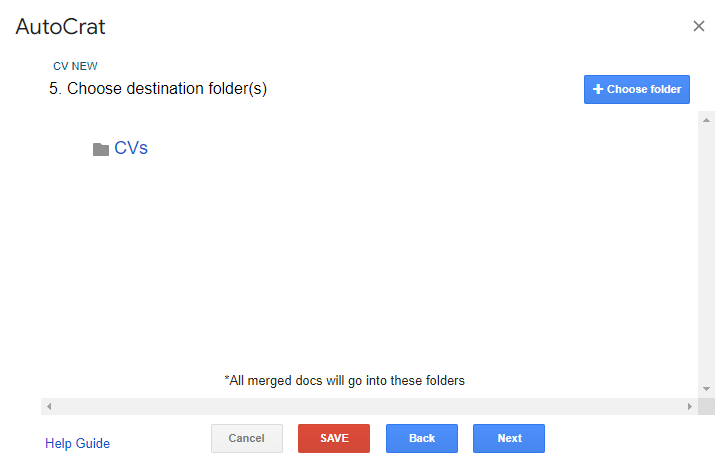 AutoCrat
CV NEW
5. Choose destination folder(s)
Choose folder
CVs
*All merged docs will go into these folders
Help Guide
Cancel
SAVE
Back
Next